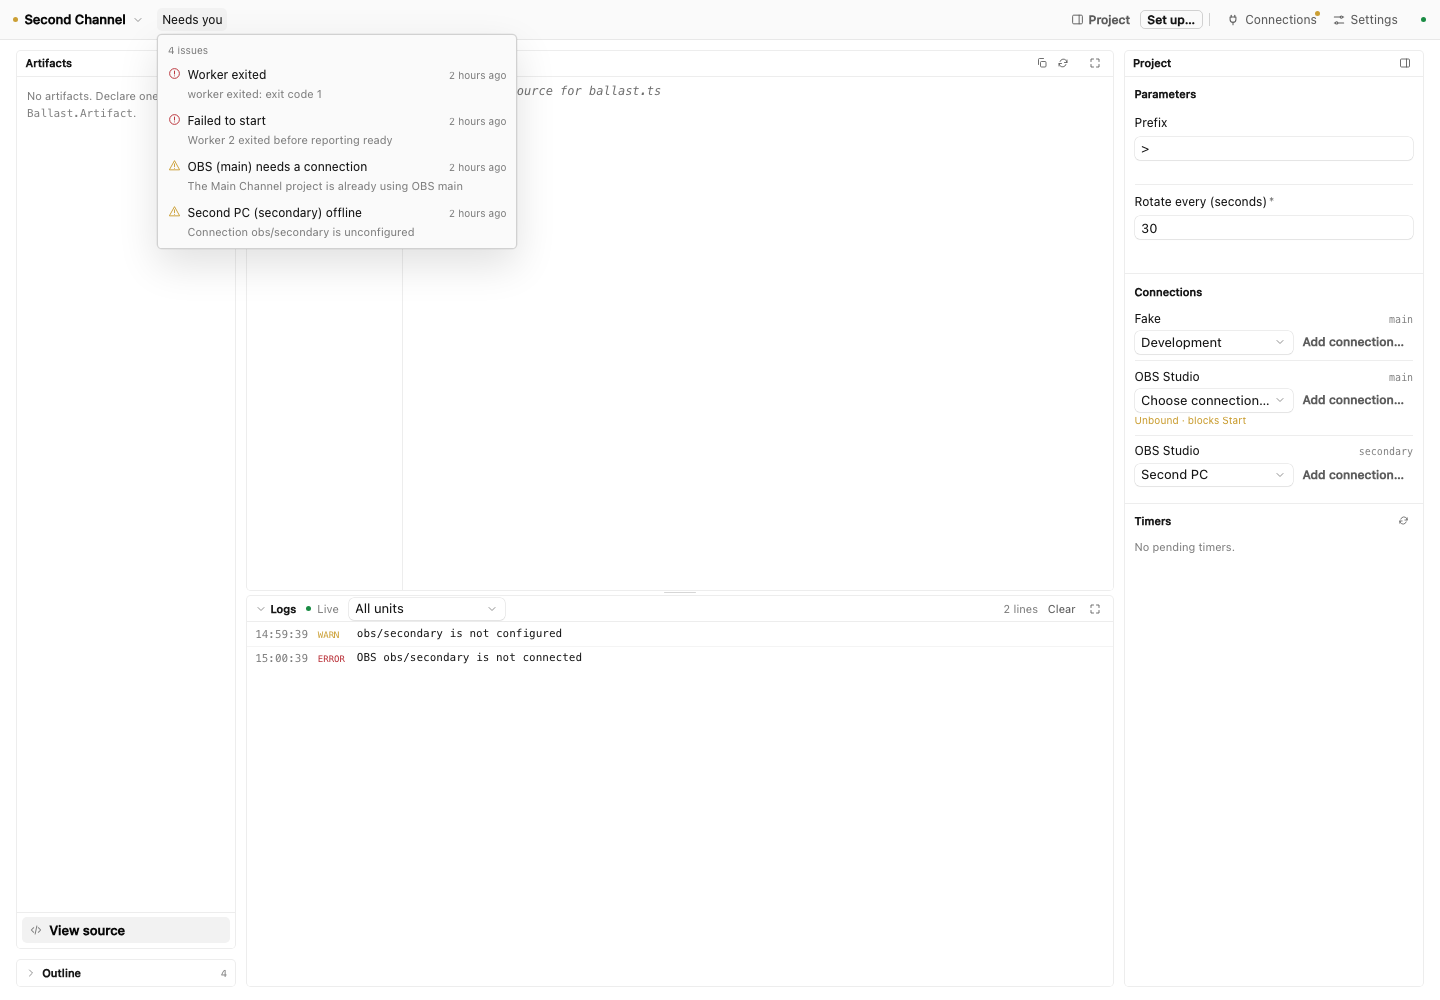 Second Channel
Needs you
Project
Set up...
Connections
Settings
4 issues
Worker exited
2 hours ago
worker exited: exit code 1
Failed to start
2 hours ago
Worker 2 exited before reporting ready
OBS (main) needs a connection
2 hours ago
The Main Channel project is already using OBS main
Second PC (secondary) offline
2 hours ago
Connection obs/secondary is unconfigured
Artifacts
No artifacts. Declare one
Ballast.Artifact.
View source
Outline
4
ource for ballast.ts
Logs
Live
All units
2 lines
Clear
14:59:39 WARN obs/secondary is not configured
15:00:39 ERROR OBS obs/secondary is not connected
Project
Parameters
Prefix
>
Rotate every (seconds)*
30
Connections
Fake
main
Development
Add connection...
OBS Studio
main
Choose connection...
Add connection...
Unbound · blocks Start
OBS Studio
secondary
Second PC
Add connection...
Timers
No pending timers.